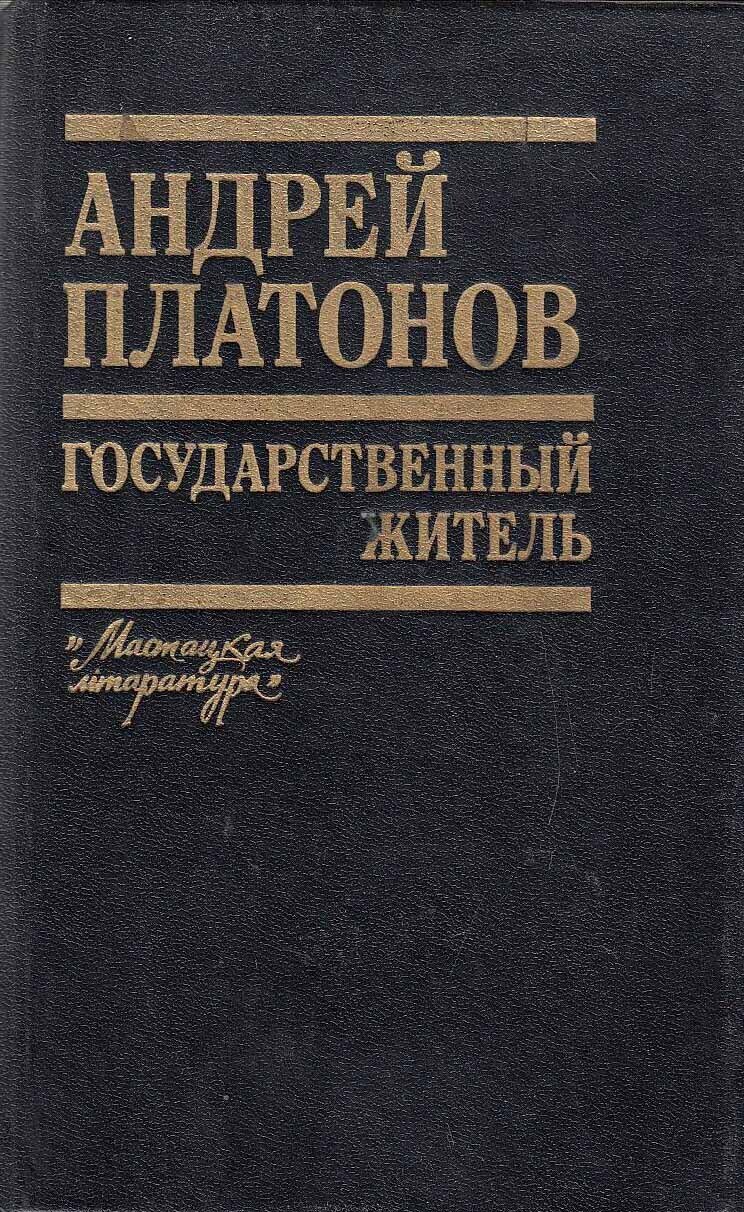 АНДРЕЙ
ПЛАТОНОВ
ГОСУДАРСТВЕННЫЙ
ЖИТЕЛЬ
„Мастацкая
літаратура”